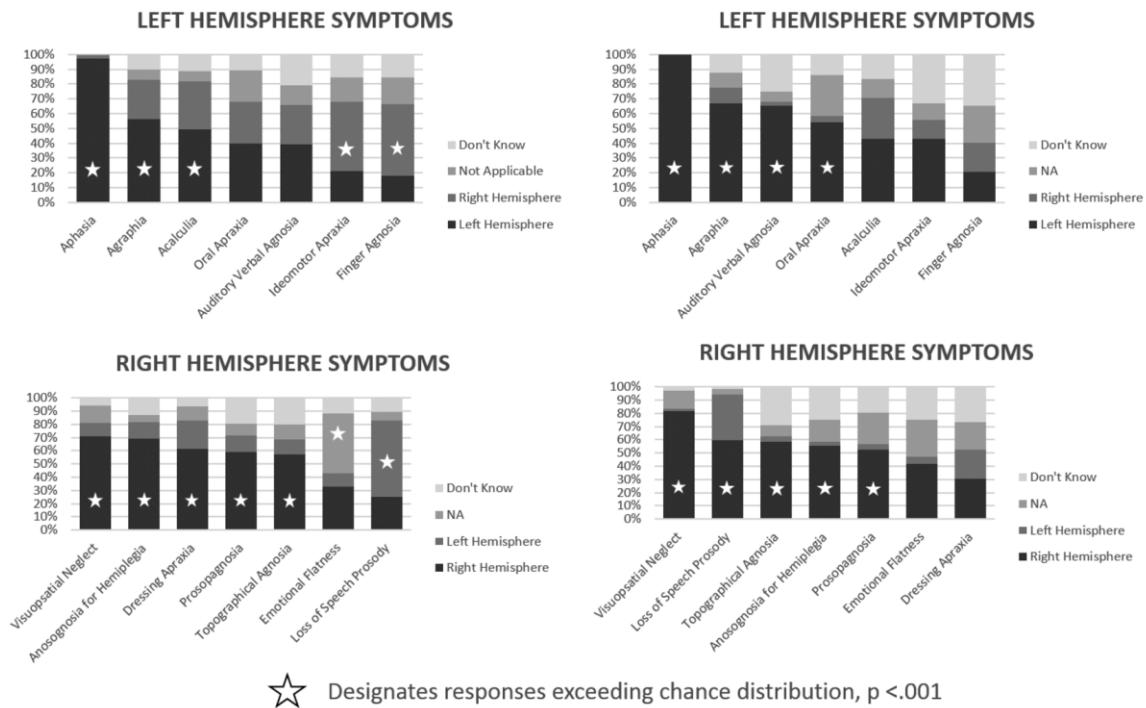 LEFT HEMISPHERE SYMPTOMS
100%
90%
80%
70%
60%
50%
40%
30%
20%
10%
0%
Aphasia
Agraphia
Acalculia
Oral Apraxia
Auditory Verbal Agnosia
Ideomotor Apraxia
Finger Agnosia
Don't Know
Not Applicable
Right Hemisphere
Left Hemisphere
LEFT HEMISPHERE SYMPTOMS
100%
90%
80%
70%
60%
50%
40%
30%
20%
10%
0%
Aphasia
Agraphia
Auditory Verbal Agnosia
Oral Apraxia
Acalculia
Ideomotor Apraxia
Finger Agnosia
Don't Know
NA
Right Hemisphere
Left Hemisphere
RIGHT HEMISPHERE SYMPTOMS
100%
90%
80%
70%
60%
50%
40%
30%
20%
10%
0%
Visuopsatial Neglect
Anosognosia for Hemiplegia
Dressing Apraxia
Prosopagnosia
Topographical Agnosia
Emotional Flatness
Loss of Speech Prosody
Don't Know
NA
Left Hemisphere
Right Hemisphere
RIGHT HEMISPHERE SYMPTOMS
100%
90%
80%
70%
60%
50%
40%
30%
20%
10%
0%
Visuopsatial Neglect
Loss of Speech Prosody
Topographical Agnosia
Anosognosia for Hemiplegia
Prosopagnosia
Emotional Flatness
Dressing Apraxia
Don't Know
NA
Left Hemisphere
Right Hemisphere
Designates responses exceeding chance distribution, p <.001